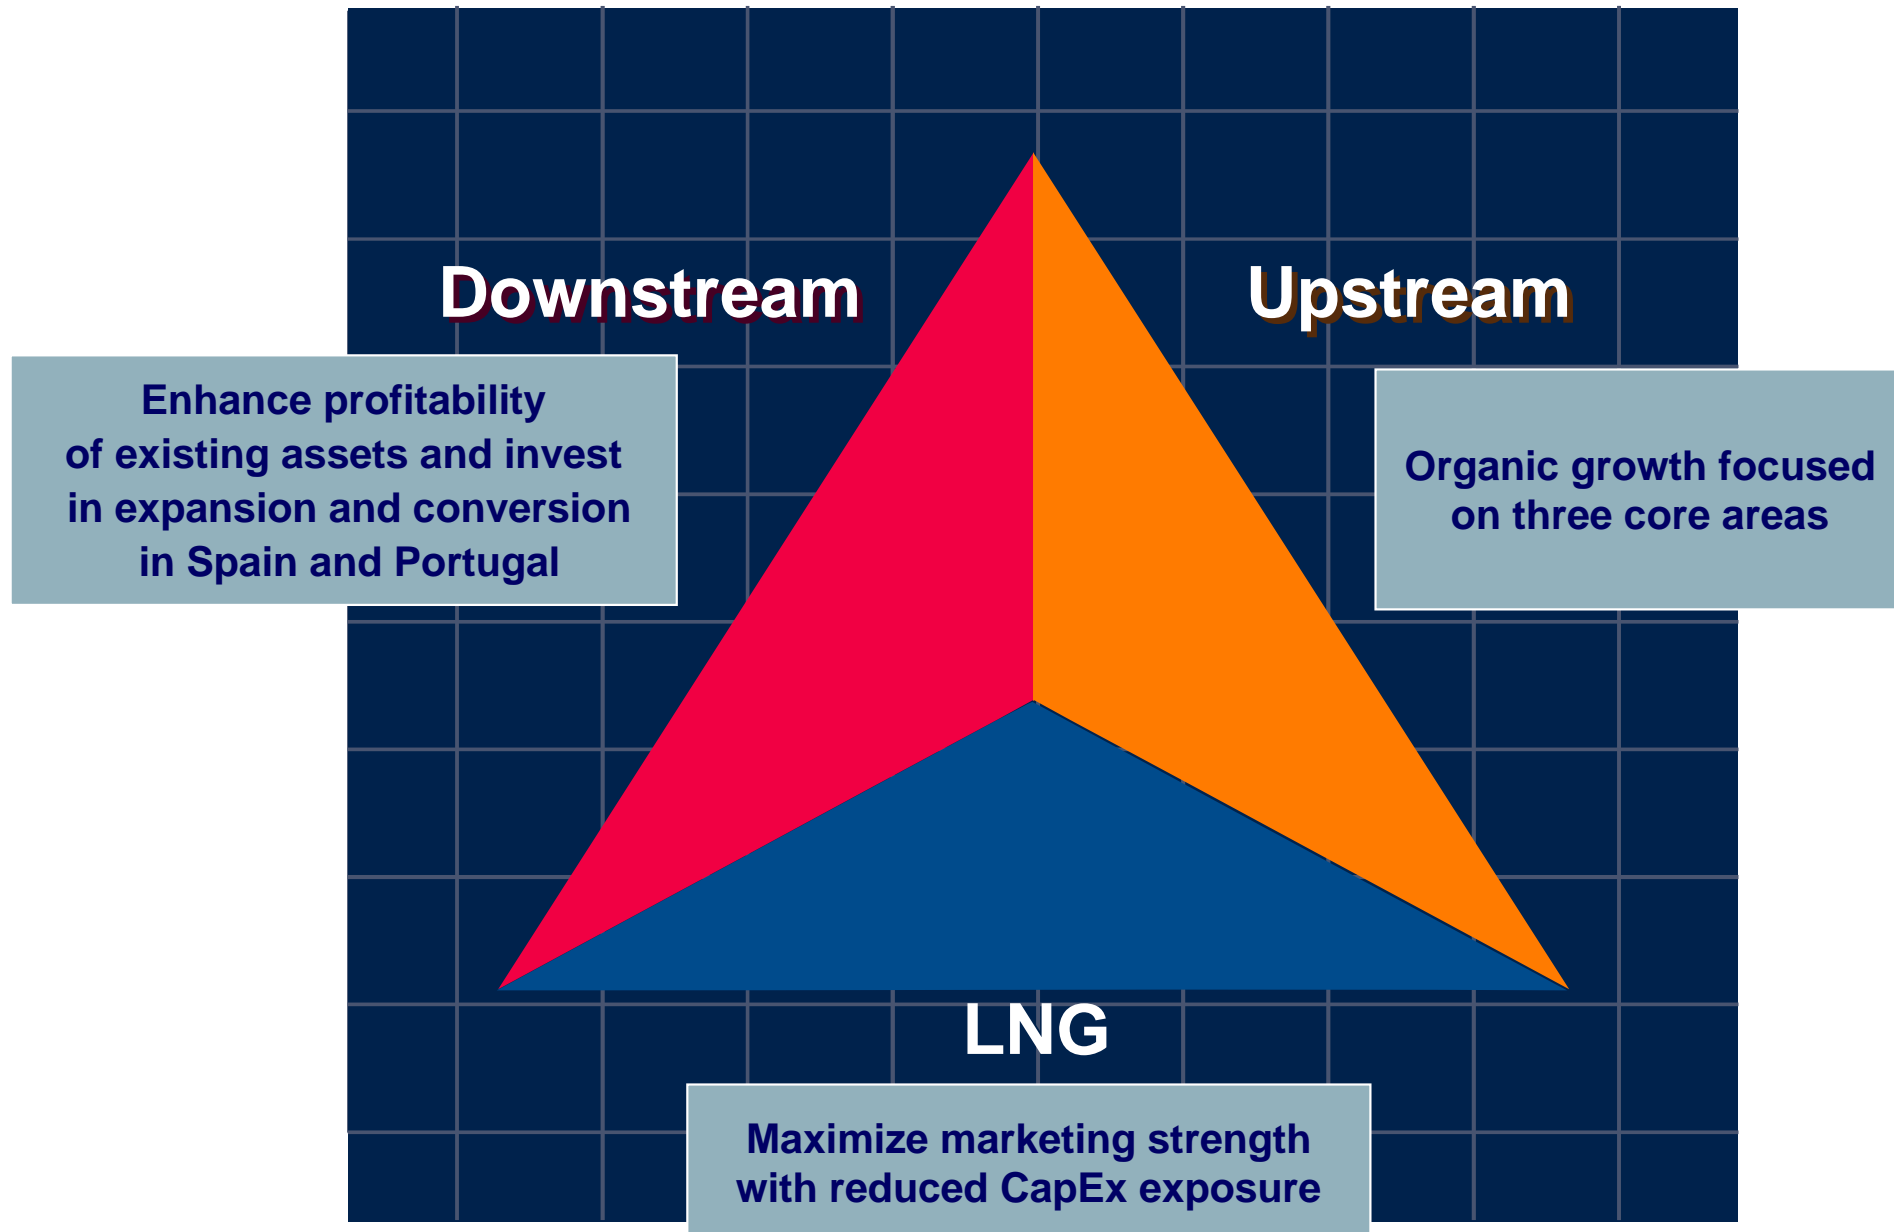 Downstream
Upstream
Enhance profitability
of existing assets and invest
in expansion and conversion
in Spain and Portugal
Organic growth focused
on three core areas
LNG
Maximize marketing strength
with reduced CapEx exposure